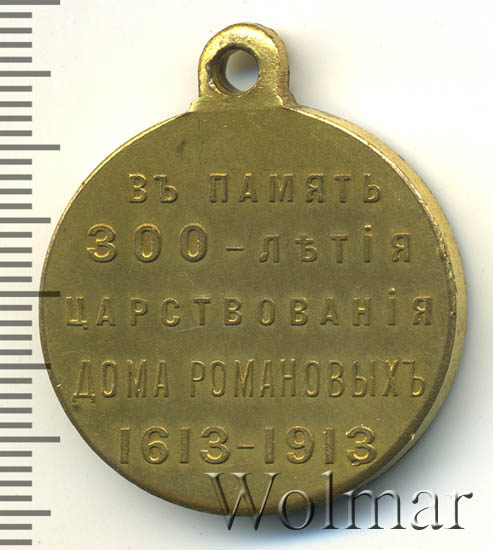 ВЪ ПАМЯТЬ
300-ЛѢТІЯ
ЦАРСТВОВАНІЯ
ДОМА РОМАНОВЫХЪ
1613-1913
Wolmar